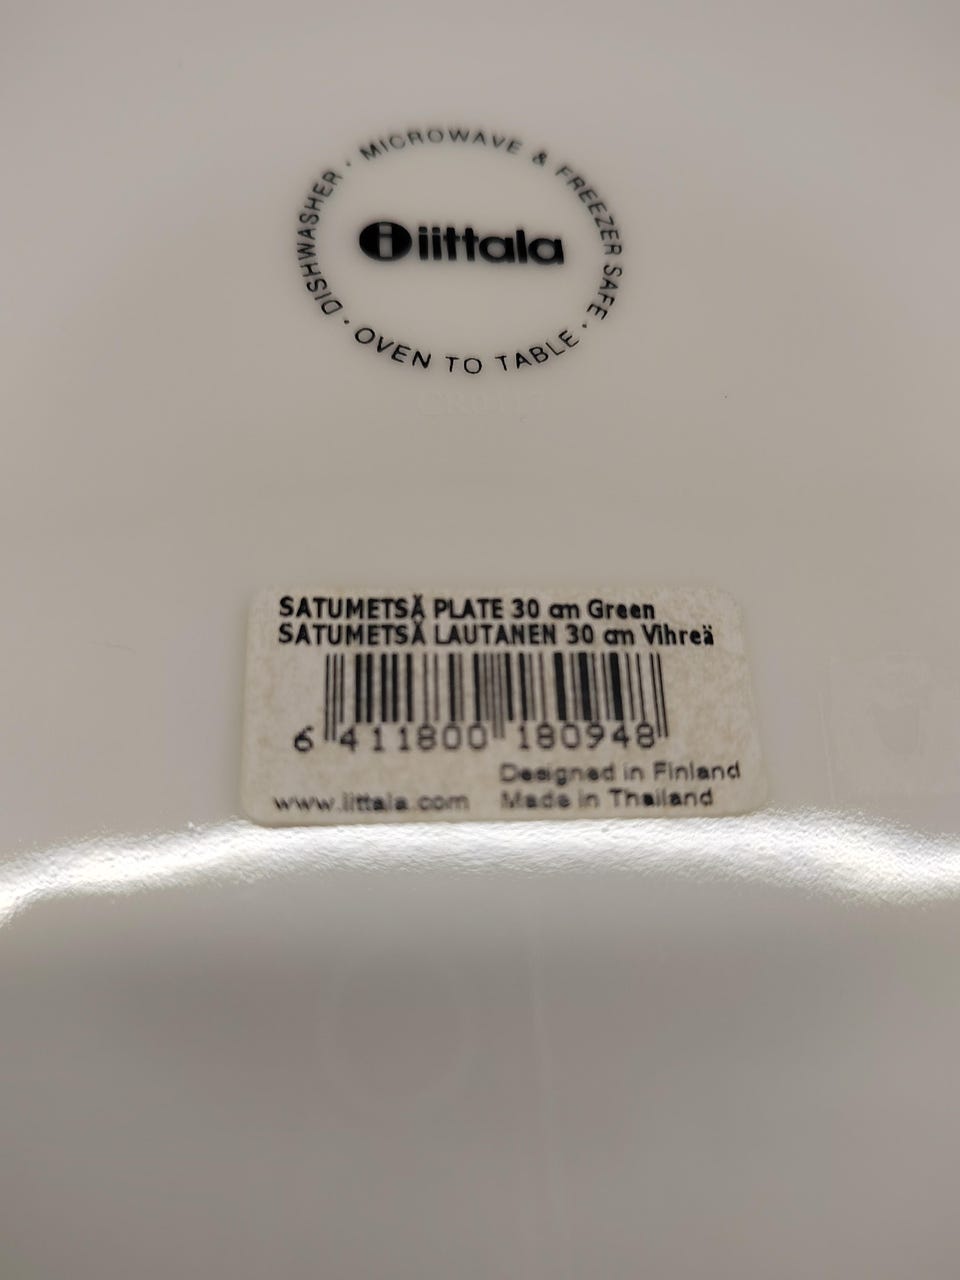 DISHWASHER · MICROWAVE & FREEZER SAFE · OVEN TO TABLE ·
iittala
SATUMETSÄ PLATE 30 cm Green
SATUMETSÄ LAUTANEN 30 cm Vihreä
6 411800 180948
Designed in Finland
www.iittala.com Made in Thailand